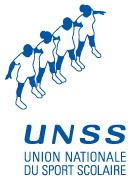 UNSS
UNION NATIONALE
DU SPORT SCOLAIRE